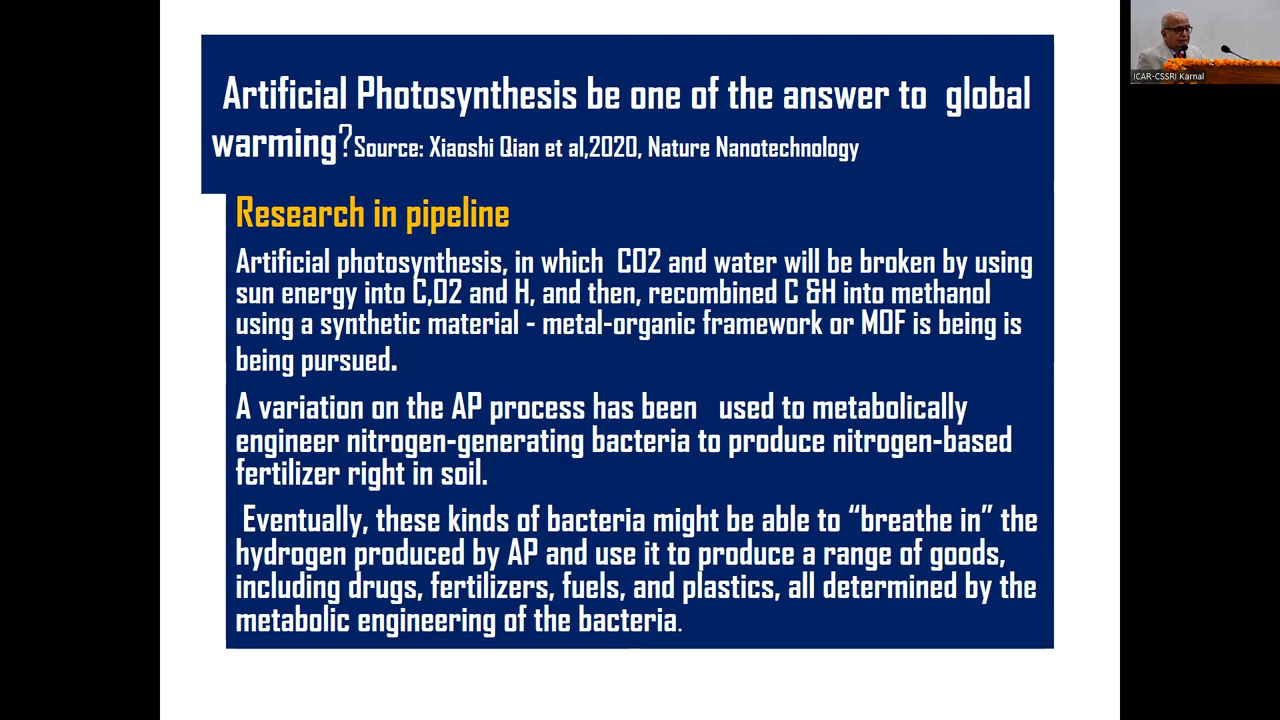 Artificial Photosynthesis be one of the answer to global
warming?Source: Xiaoshi Qian et al,2020, Nature Nanotechnology
Research in pipeline
Artificial photosynthesis, in which CO2 and water will be broken by using
sun energy into C,O2 and H, and then, recombined C &H into methanol
using a synthetic material - metal-organic framework or MOF is being is
being pursued.
A variation on the AP process has been used to metabolically
engineer nitrogen-generating bacteria to produce nitrogen-based
fertilizer right in soil.
Eventually, these kinds of bacteria might be able to “breathe in” the
hydrogen produced by AP and use it to produce a range of goods,
including drugs, fertilizers, fuels, and plastics, all determined by the
metabolic engineering of the bacteria.
ICAR-CSSRI Karnal